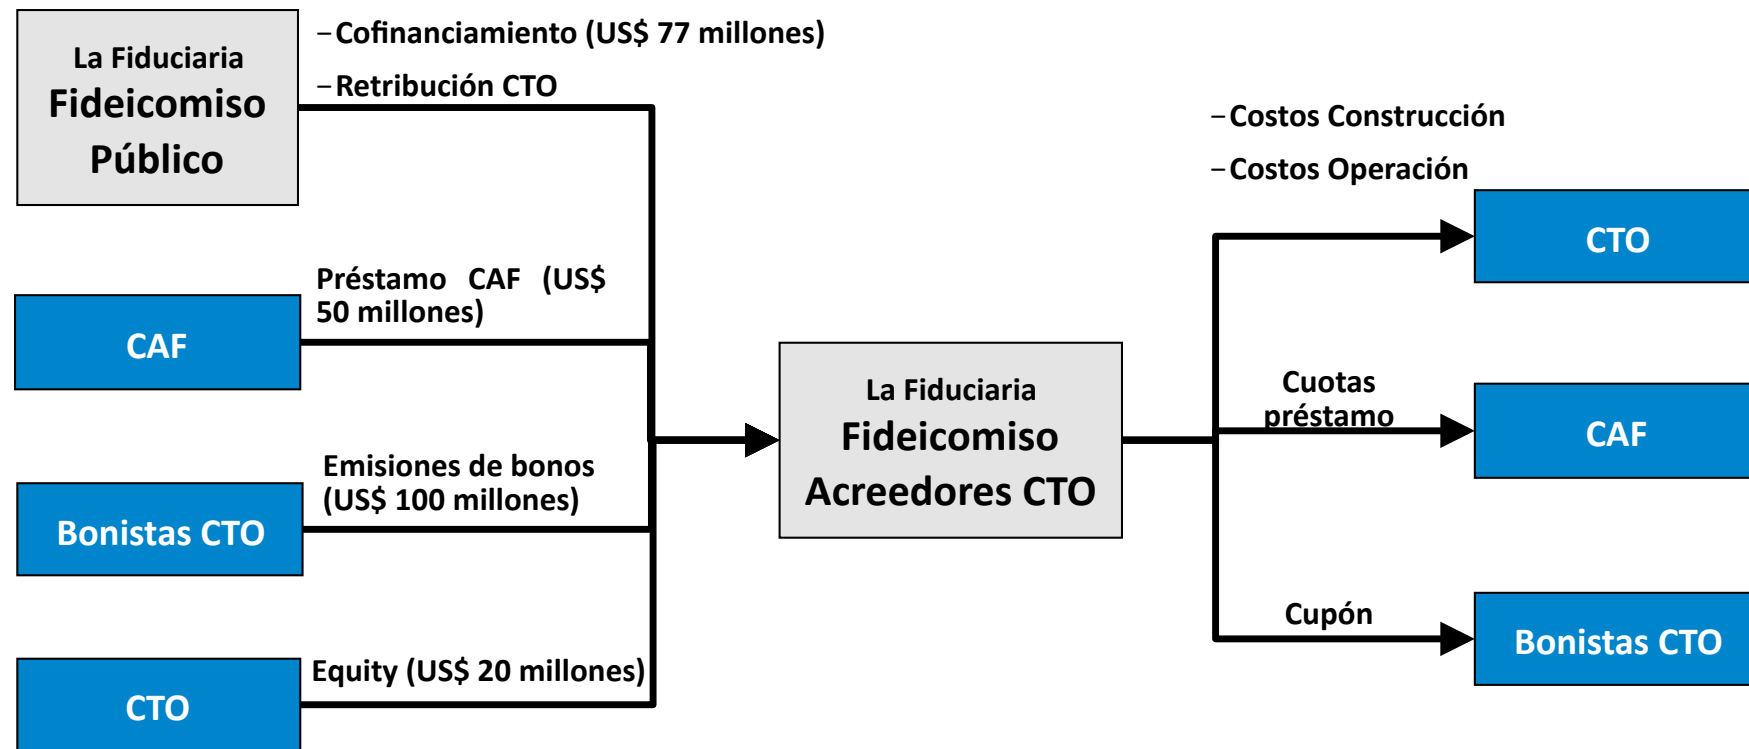 La Fiduciaria
Fideicomiso
Público
– Cofinanciamiento (US$ 77 millones)
– Retribución CTO
CAF
Préstamo CAF (US$
50 millones)
Bonistas CTO
Emisiones de bonos
(US$ 100 millones)
CTO
Equity (US$ 20 millones)
La Fiduciaria
Fideicomiso
Acreedores CTO
– Costos Construcción
– Costos Operación
CTO
Cuotas
préstamo
CAF
Cupón
Bonistas CTO